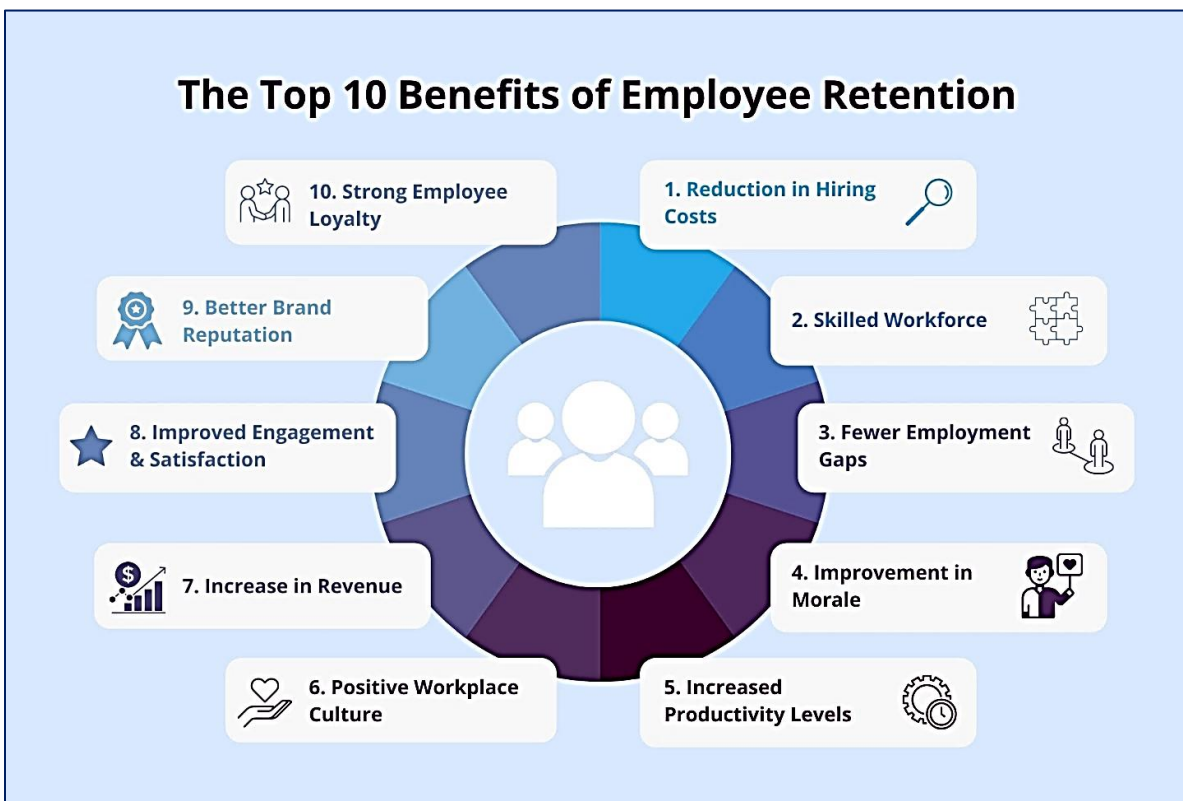 The Top 10 Benefits of Employee Retention
1. Reduction in Hiring
Costs
2. Skilled Workforce
3. Fewer Employment
Gaps
4. Improvement in
Morale
5. Increased
Productivity Levels
6. Positive Workplace
Culture
7. Increase in Revenue
8. Improved Engagement
& Satisfaction
9. Better Brand
Reputation
10. Strong Employee
Loyalty
$